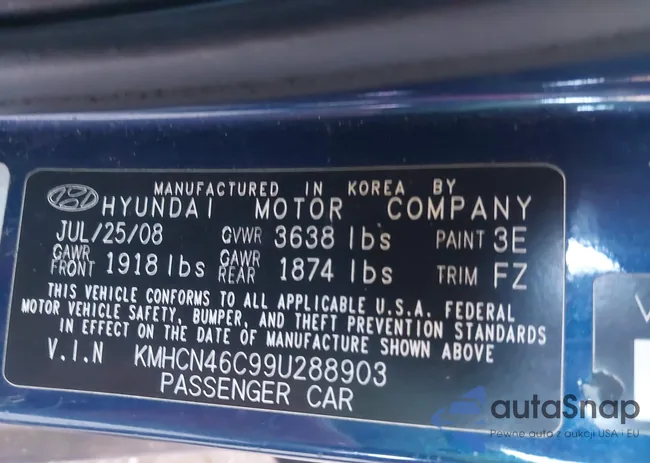 MANUFACTURED IN KOREA BY
HYUNDAI MOTOR COMPANY
JUL/25/08 GVWR 3638 lbs PAINT 3E
GAWR FRONT 1918 lbs GAWR REAR 1874 lbs TRIM FZ
THIS VEHICLE CONFORMS TO ALL APPLICABLE U.S.A. FEDERAL
MOTOR VEHICLE SAFETY, BUMPER, AND THEFT PREVENTION STANDARDS
IN EFFECT ON THE DATE OF MANUFACTURE SHOWN ABOVE
V.I.N KMHCN46C99U288903
PASSENGER CAR
autaSnap
Pewne auta z aukcji USA i EU